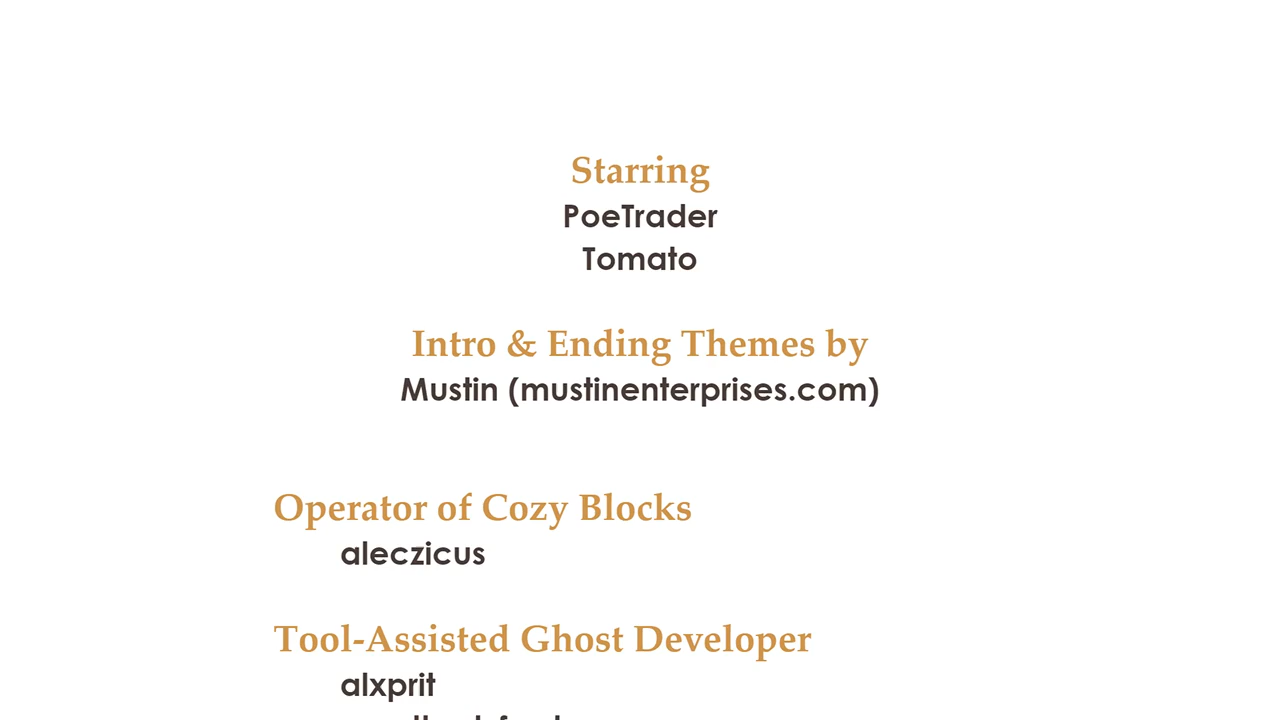 Starring
PoeTrader
Tomato
Intro & Ending Themes by
Mustin (mustinenterprises.com)
Operator of Cozy Blocks
aleczicus
Tool-Assisted Ghost Developer
alxprit